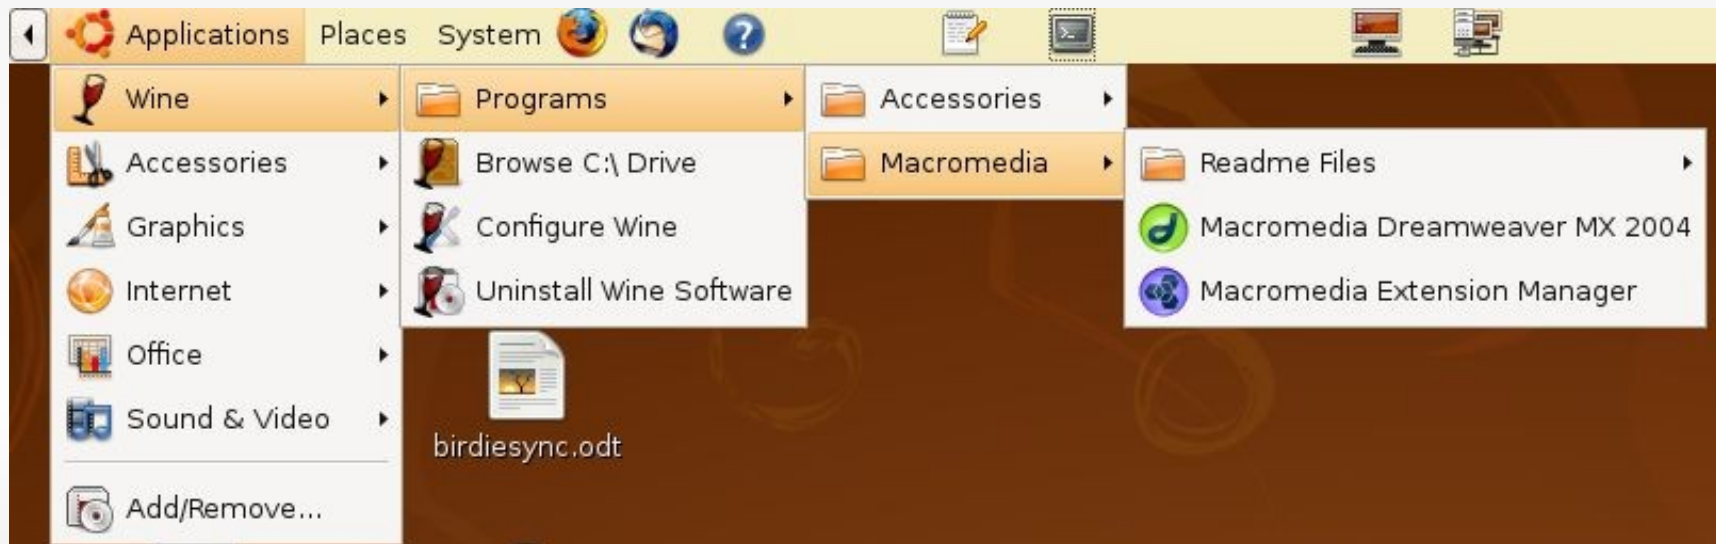 Applications Places System
Wine
Accessories
Graphics
Internet
Office
Sound & Video
Add/Remove...
Programs
Browse C:\ Drive
Configure Wine
Uninstall Wine Software
Accessories
Macromedia
Readme Files
Macromedia Dreamweaver MX 2004
Macromedia Extension Manager
birdiesync.odt